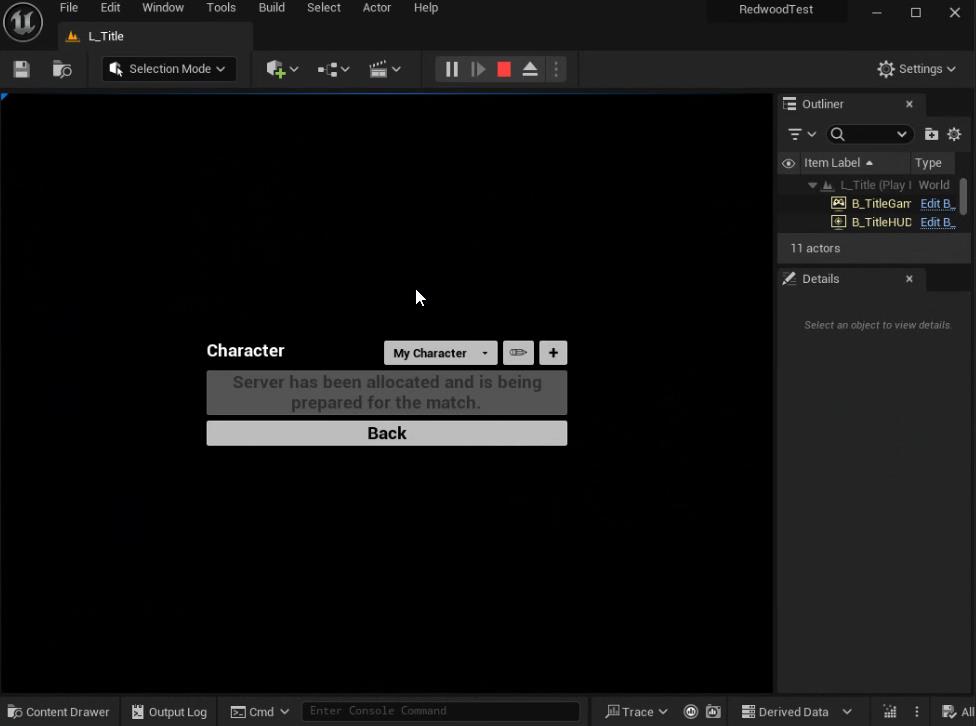 File Edit Window Tools Build Select Actor Help
RedwoodTest
L_Title
Selection Mode
Settings
Outliner
Item Label Type
L_Title (Play I World
B_TitleGam Edit B_
B_TitleHUD Edit B_
11 actors
Details
Select an object to view details.
Character
My Character
Server has been allocated and is being
prepared for the match.
Back
Content Drawer Output Log Cmd Enter Console Command Trace Derived Data All